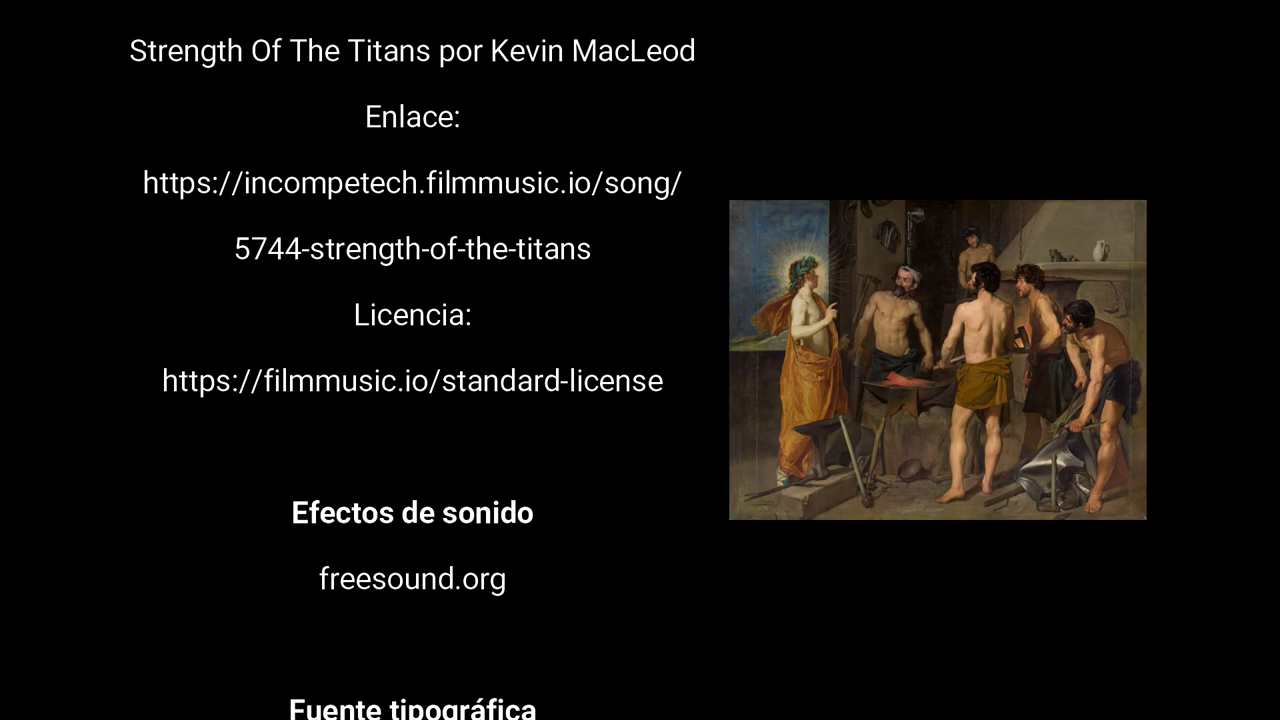 Strength Of The Titans por Kevin MacLeod
Enlace:
https://incompetech.filmmusic.io/song/
5744-strength-of-the-titans
Licencia:
https://filmmusic.io/standard-license
Efectos de sonido
freesound.org
Fuente tipográfica